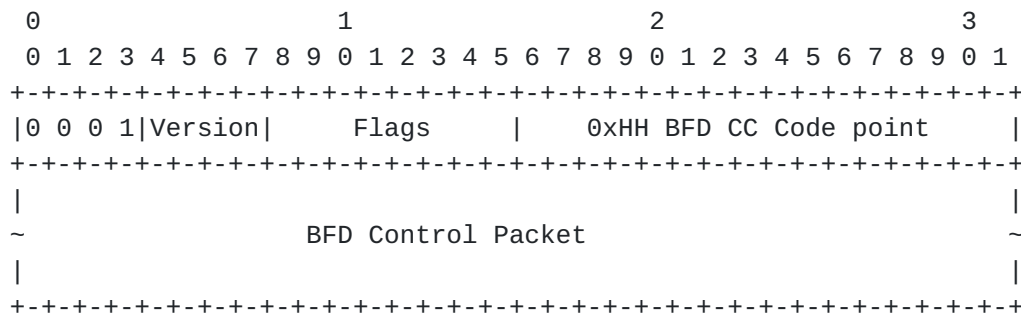 0                   1                   2                   3
 0 1 2 3 4 5 6 7 8 9 0 1 2 3 4 5 6 7 8 9 0 1 2 3 4 5 6 7 8 9 0 1
+-+-+-+-+-+-+-+-+-+-+-+-+-+-+-+-+-+-+-+-+-+-+-+-+-+-+-+-+-+-+-+-+
|0 0 0 1|Version|     Flags     |    0xHH BFD CC Code point     |
+-+-+-+-+-+-+-+-+-+-+-+-+-+-+-+-+-+-+-+-+-+-+-+-+-+-+-+-+-+-+-+-+
|                                                               |
~                  BFD Control Packet                           ~
|                                                               |
+-+-+-+-+-+-+-+-+-+-+-+-+-+-+-+-+-+-+-+-+-+-+-+-+-+-+-+-+-+-+-+-+